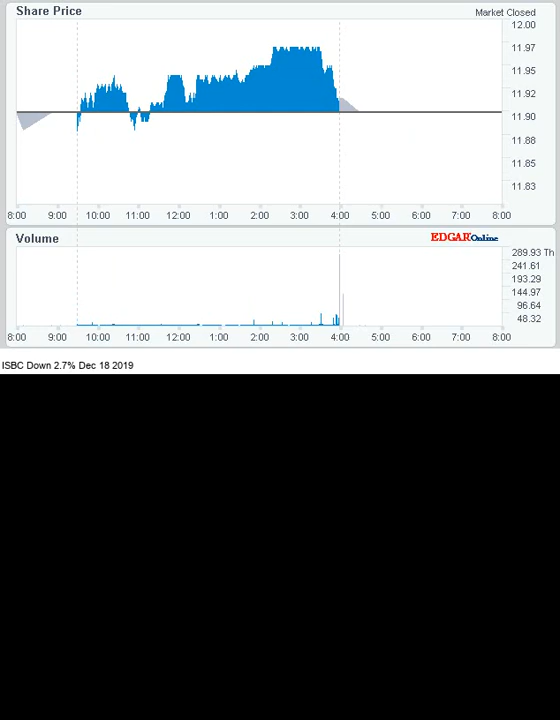 Share Price
Market Closed
12.00
11.97
11.95
11.92
11.90
11.88
11.85
11.83
8:00 9:00 10:00 11:00 12:00 1:00 2:00 3:00 4:00 5:00 6:00 7:00 8:00
Volume
EDGAR Online
289.93 Th
241.61
193.29
144.97
96.64
48.32
8:00 9:00 10:00 11:00 12:00 1:00 2:00 3:00 4:00 5:00 6:00 7:00 8:00
ISBC Down 2.7% Dec 18 2019